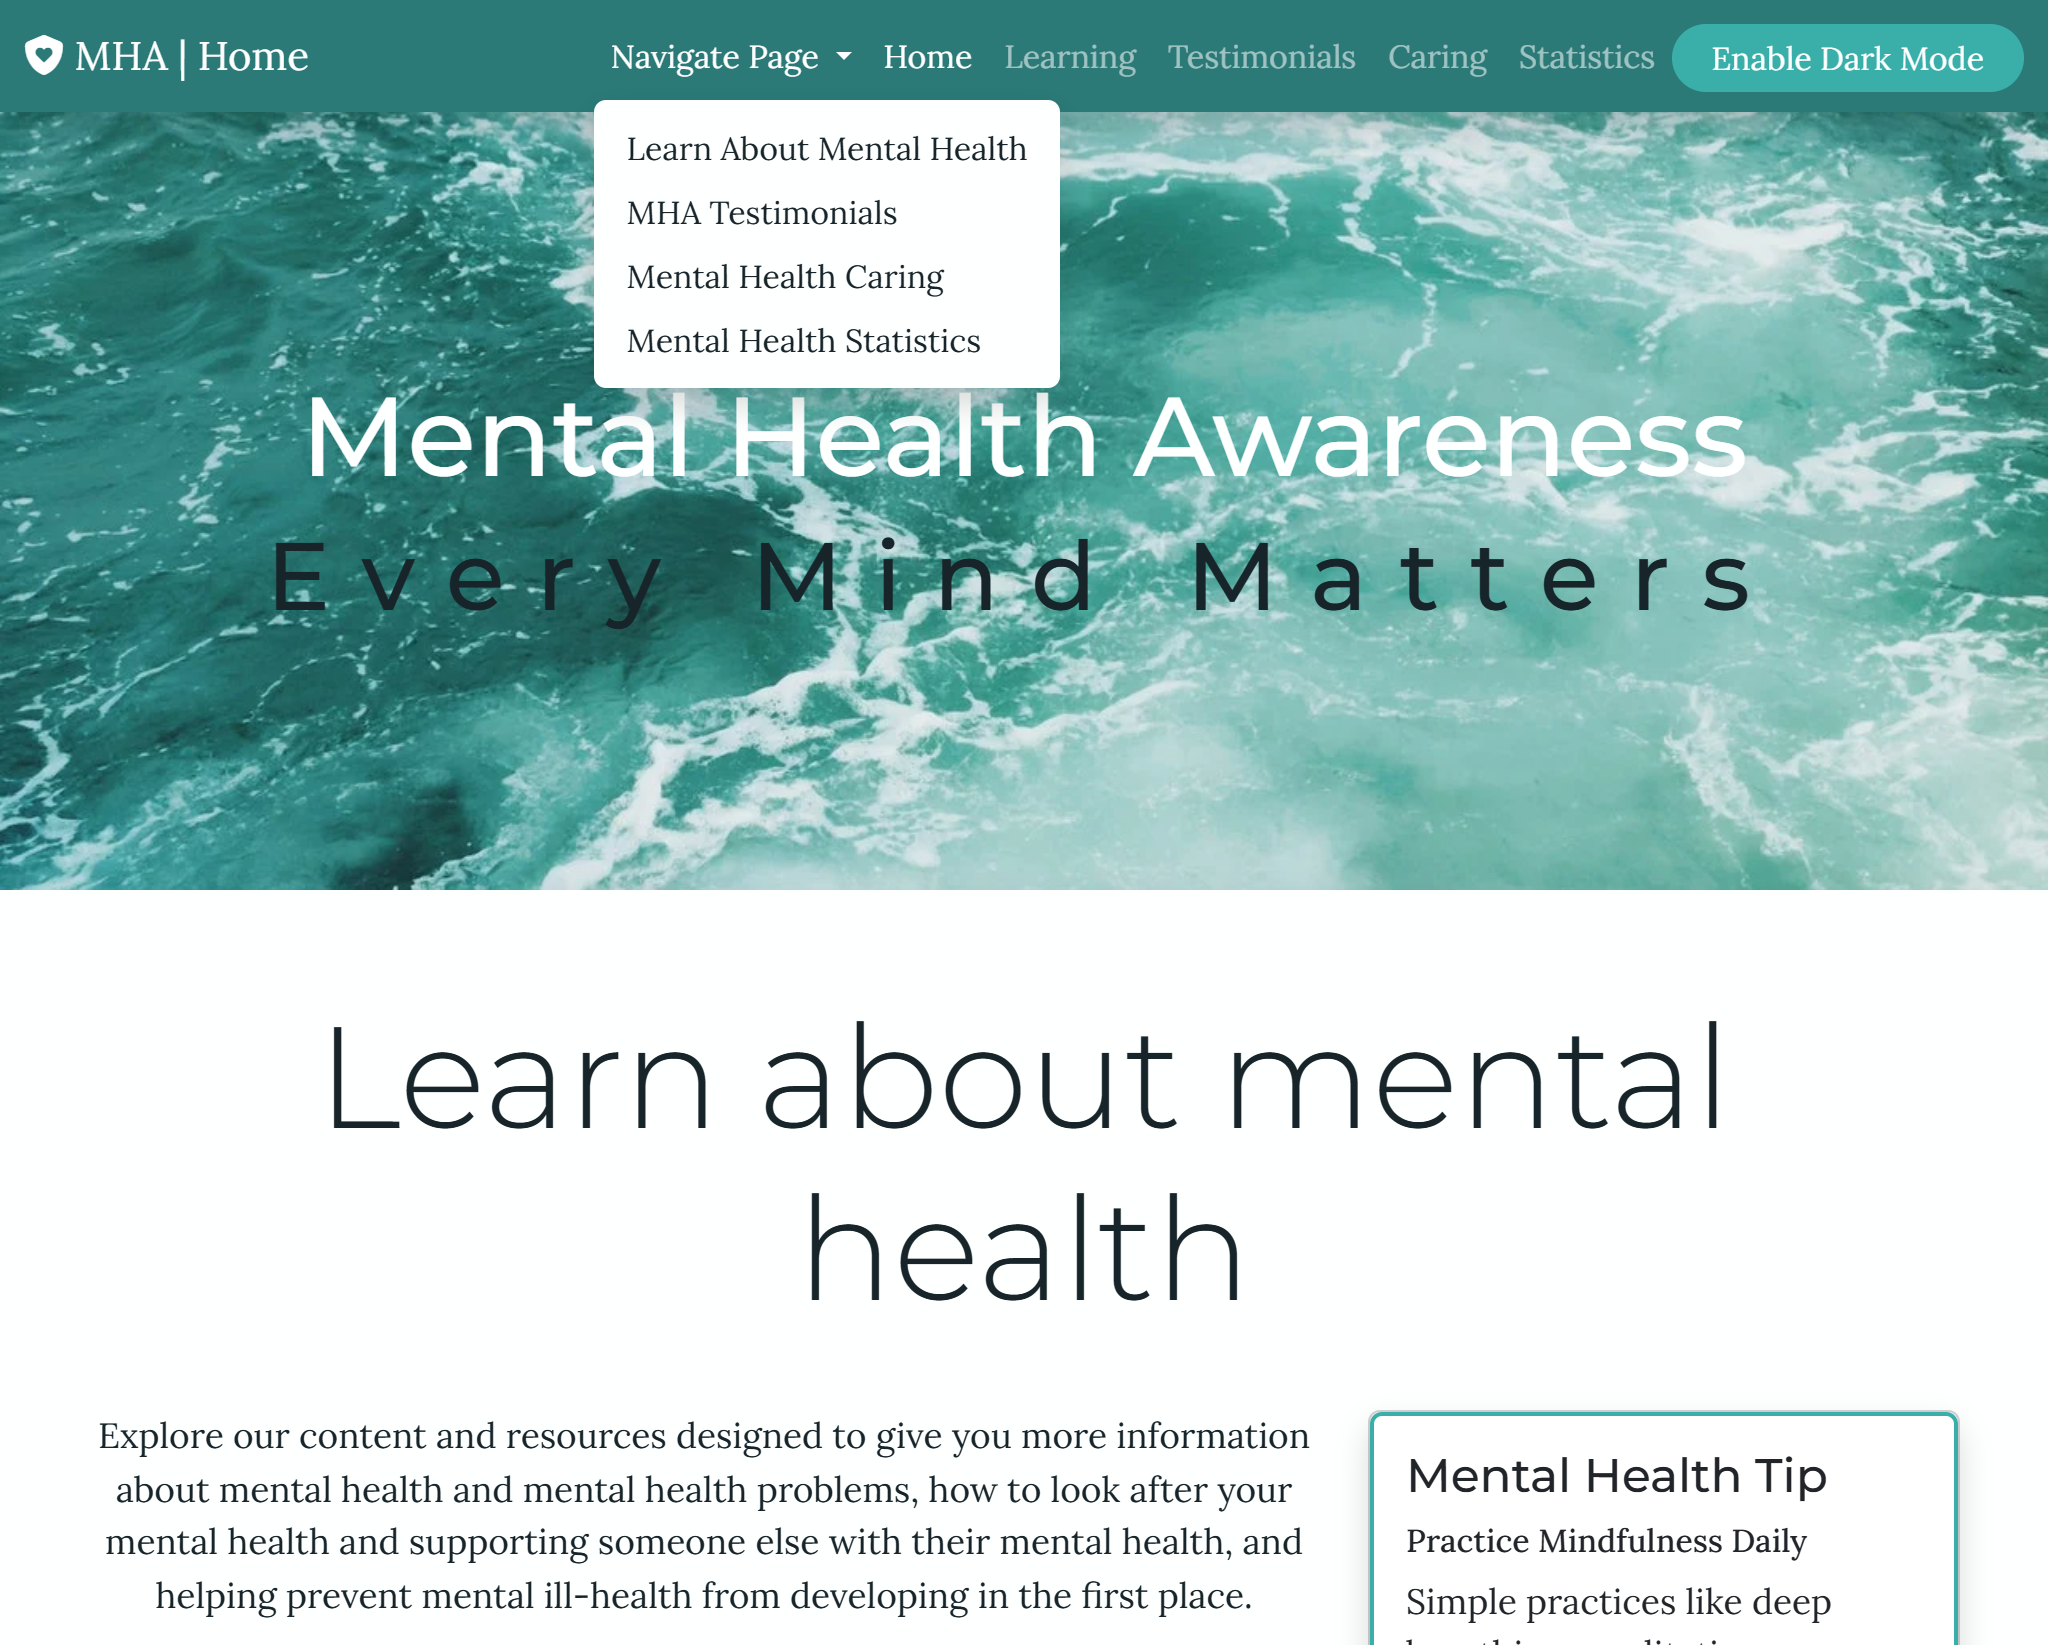 MHA | Home
Navigate Page
Home
Learning
Testimonials
Caring
Statistics
Enable Dark Mode
Learn About Mental Health
MHA Testimonials
Mental Health Caring
Mental Health Statistics
Mental Health Awareness
Every Mind Matters
Learn about mental
health
Explore our content and resources designed to give you more information
about mental health and mental health problems, how to look after your
mental health and supporting someone else with their mental health, and
helping prevent mental ill-health from developing in the first place.
Mental Health Tip
Practice Mindfulness Daily
Simple practices like deep